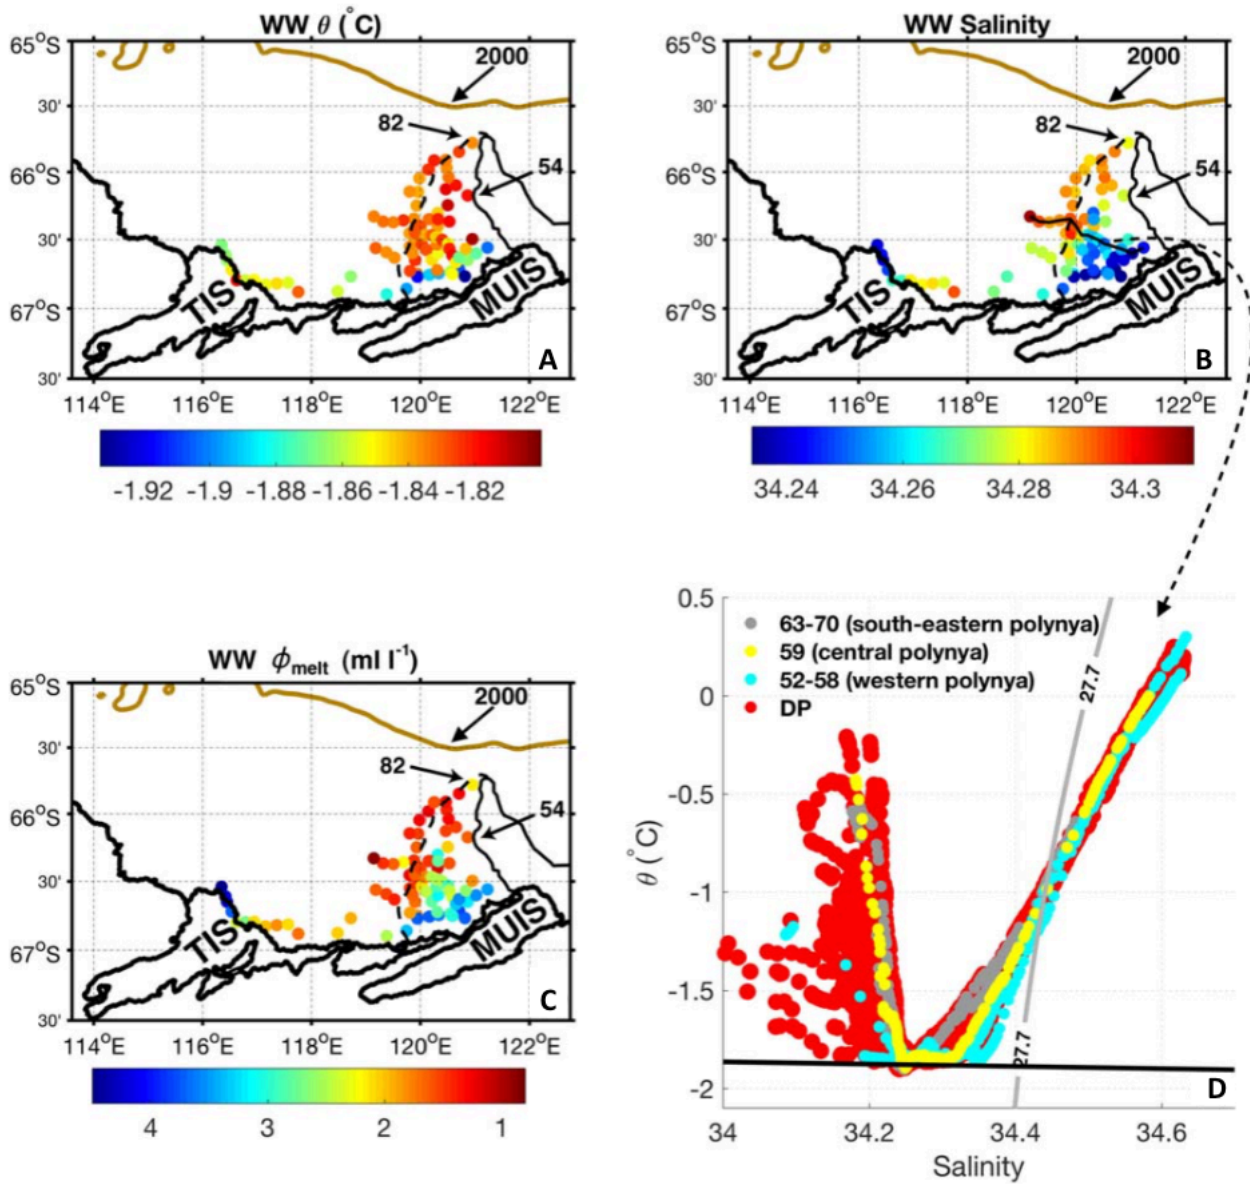 WW θ (°C)
65°S
2000
30'
82
66°S
54
30'
TIS
MUIS
67°S
30'
A
114°E 116°E 118°E 120°E 122°E
-1.92 -1.9 -1.88 -1.86 -1.84 -1.82
WW Salinity
65°S
2000
30'
82
66°S
54
30'
TIS
MUIS
67°S
30'
B
114°E 116°E 118°E 120°E 122°E
34.24 34.26 34.28 34.3
WW ϕmelt (ml l-1)
65°S
2000
30'
82
66°S
54
30'
TIS
MUIS
67°S
30'
C
114°E 116°E 118°E 120°E 122°E
4 3 2 1
0.5
63-70 (south-eastern polynya)
59 (central polynya)
52-58 (western polynya)
DP
27.7
0
-0.5
θ (°C)
-1
-1.5
27.7
-2
D
34 34.2 34.4 34.6
Salinity